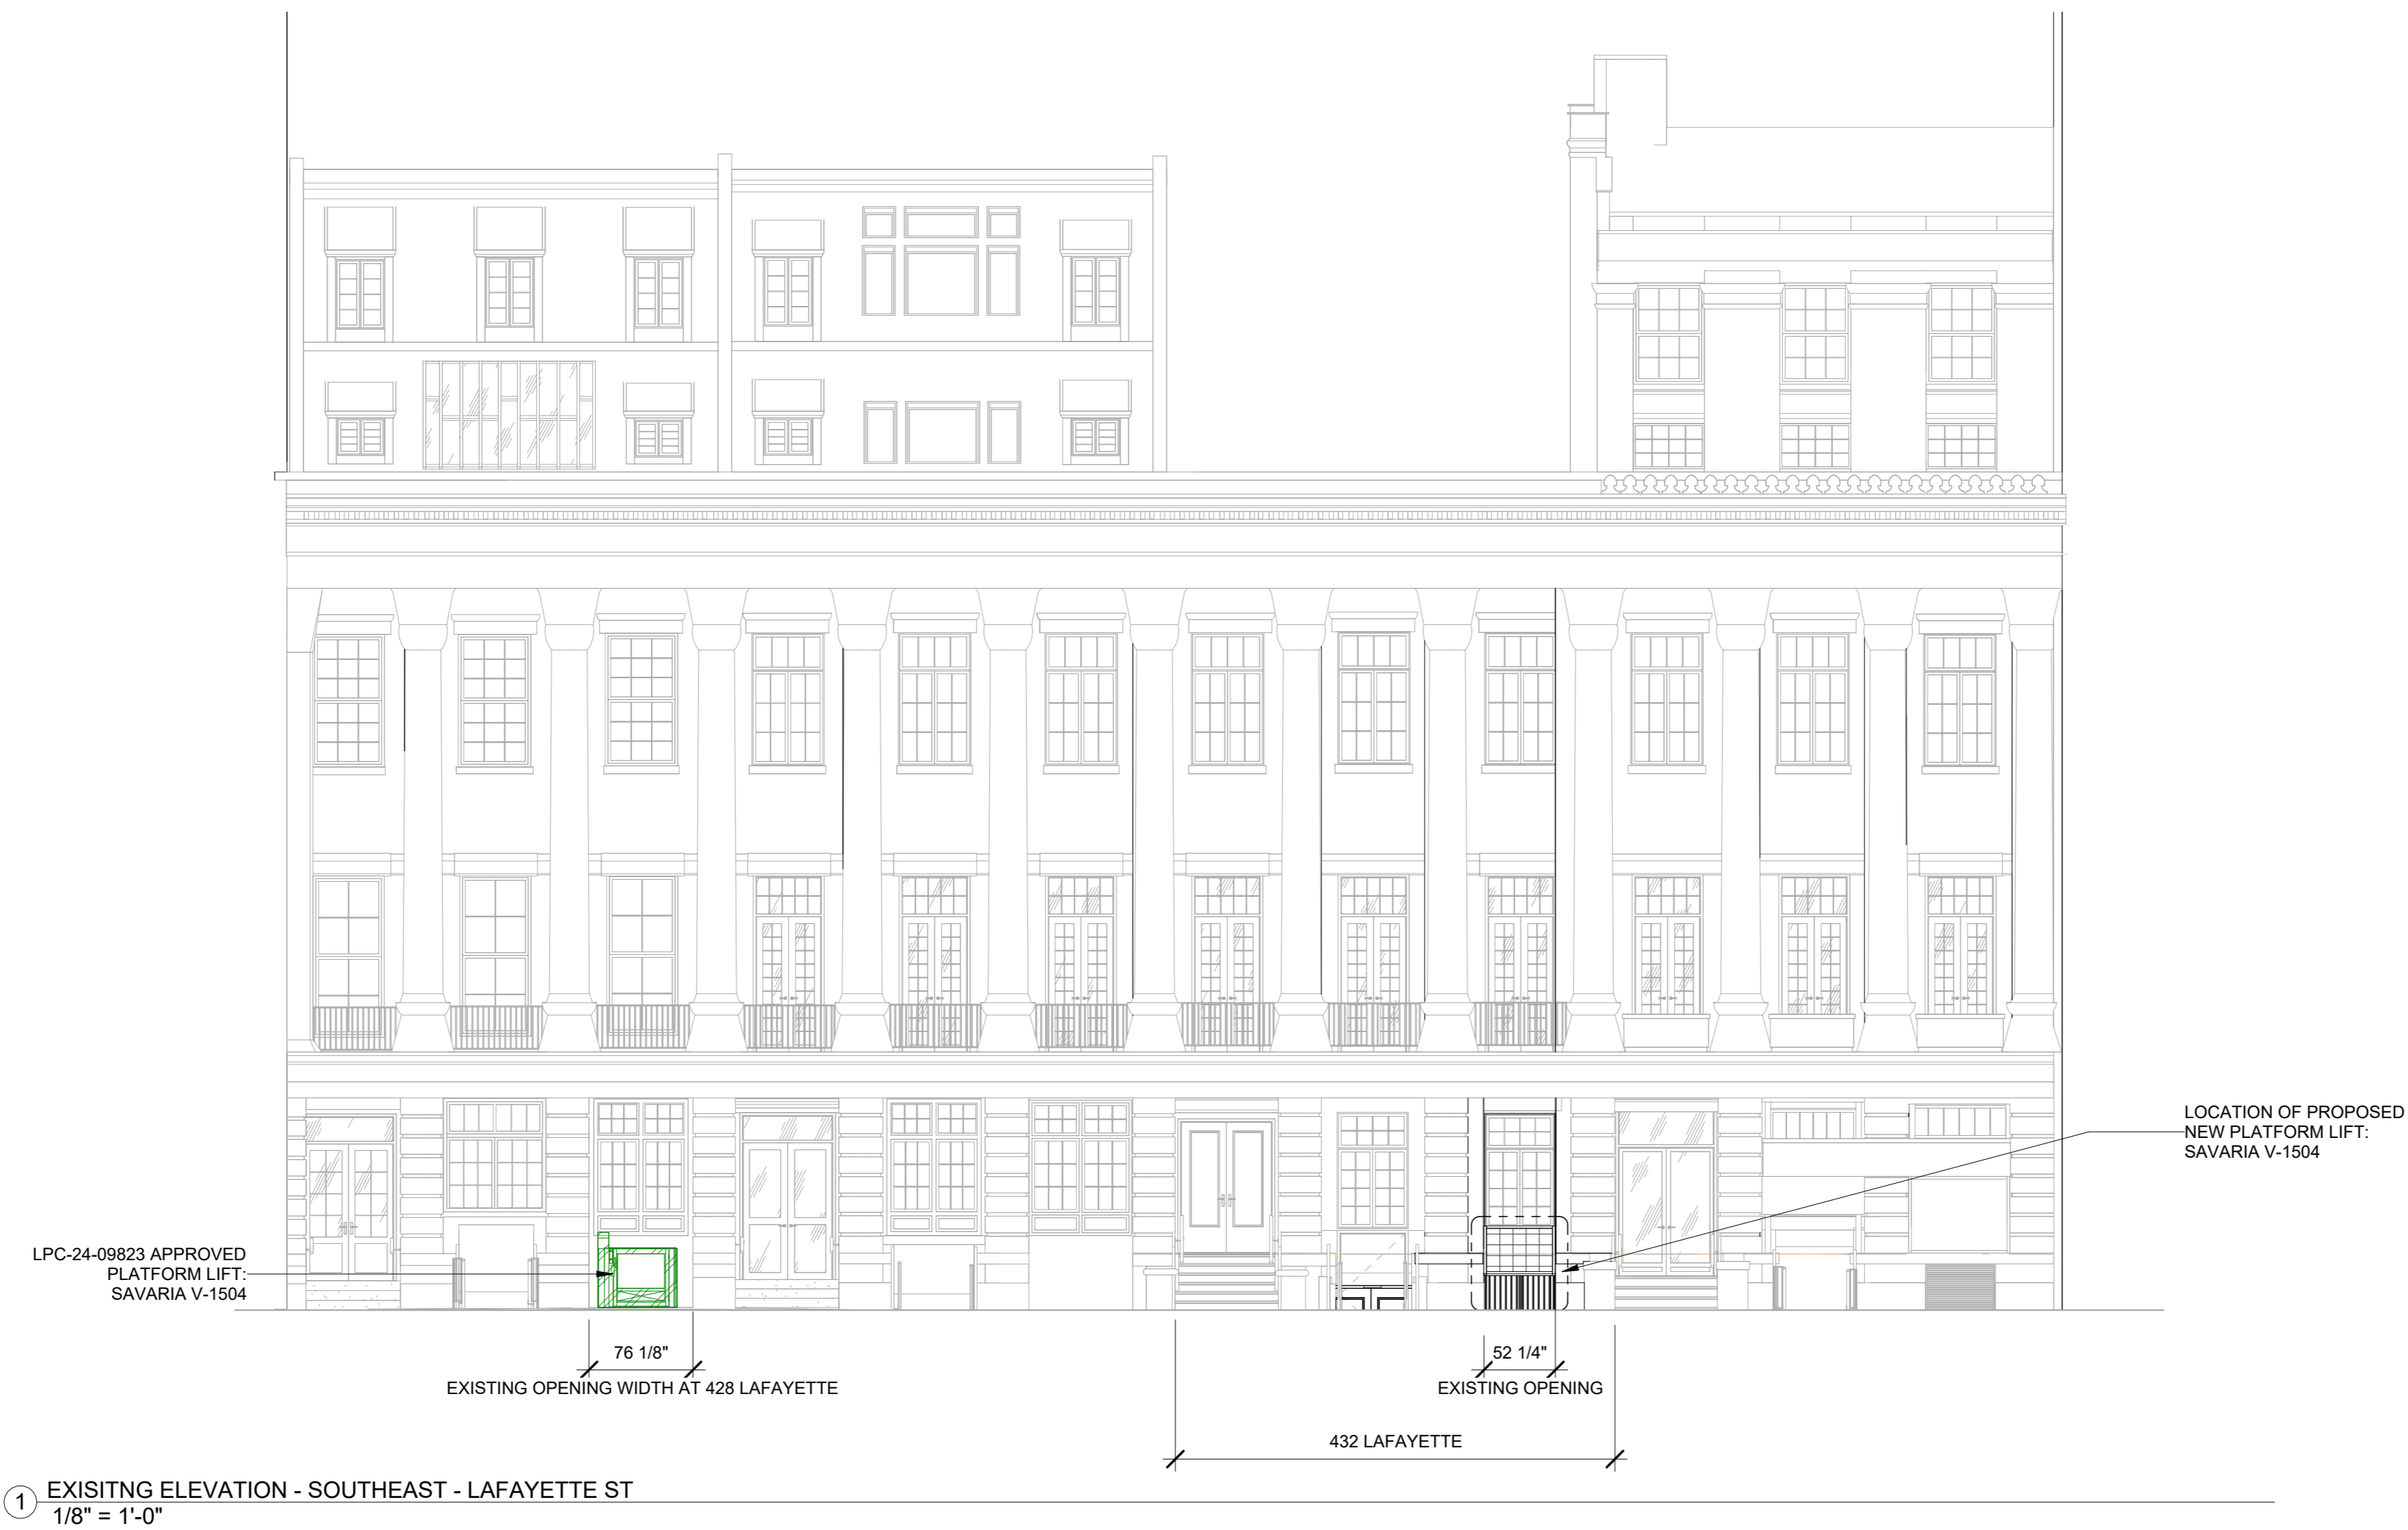 LOCATION OF PROPOSED
NEW PLATFORM LIFT:
SAVARIA V-1504
LPC-24-09823 APPROVED
PLATFORM LIFT:
SAVARIA V-1504
76 1/8"
52 1/4"
EXISTING OPENING WIDTH AT 428 LAFAYETTE
EXISTING OPENING
432 LAFAYETTE
1 EXISITNG ELEVATION - SOUTHEAST - LAFAYETTE ST
1/8" = 1'-0"